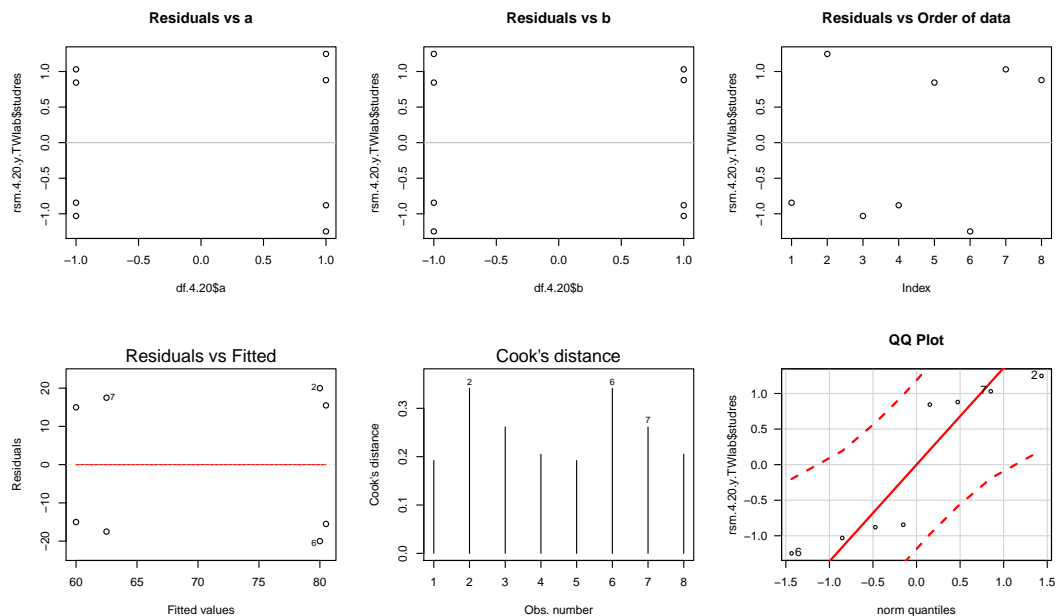 Residuals vs a
rsm.4.20.y.TWlab$studres
1.0
0.5
0.0
−0.5
−1.0
−1.0 −0.5 0.0 0.5 1.0
df.4.20$a
Residuals vs b
rsm.4.20.y.TWlab$studres
1.0
0.5
0.0
−0.5
−1.0
−1.0 −0.5 0.0 0.5 1.0
df.4.20$b
Residuals vs Order of data
rsm.4.20.y.TWlab$studres
1.0
0.5
0.0
−0.5
−1.0
1 2 3 4 5 6 7 8
Index
Residuals vs Fitted
Residuals
20
10
0
−10
−20
2
7
6
60 65 70 75 80
Fitted values
Cook's distance
Cook's distance
0.3
0.2
0.1
0.0
2
6
7
1 2 3 4 5 6 7 8
Obs. number
QQ Plot
rsm.4.20.y.TWlab$studres
1.0
0.5
0.0
−0.5
−1.0
2
7
6
−1.5 −1.0 −0.5 0.0 0.5 1.0 1.5
norm quantiles